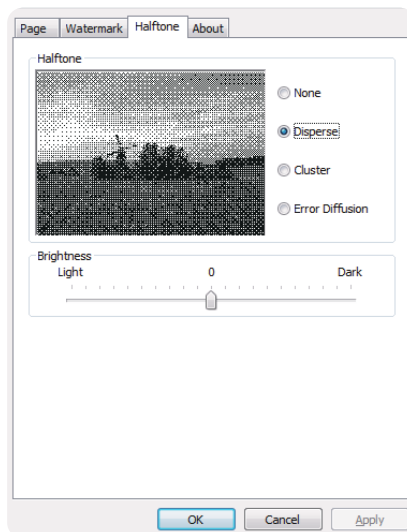 Page Watermark Halftone About
Halftone
None
Disperse
Cluster
Error Diffusion
Brightness
Light 0 Dark
OK Cancel Apply